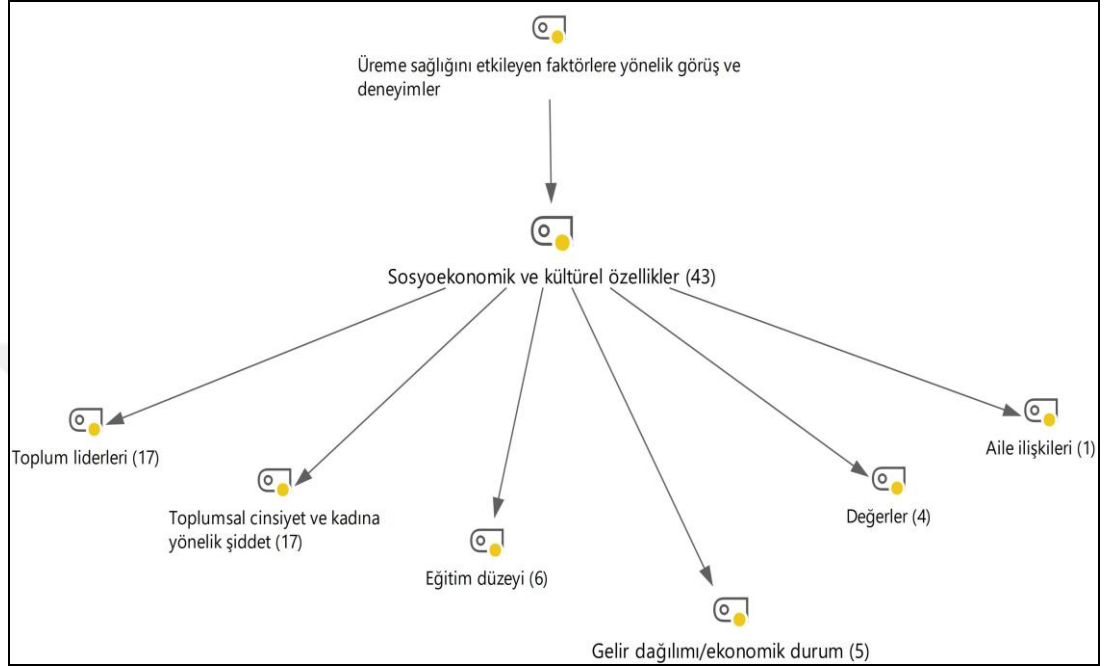 Üreme sağlığını etkileyen faktörlere yönelik görüş ve
deneyimler
Sosyoekonomik ve kültürel özellikler (43)
Toplum liderleri (17)
Toplumsal cinsiyet ve kadına
yönelik şiddet (17)
Eğitim düzeyi (6)
Gelir dağılımı/ekonomik durum (5)
Değerler (4)
Aile ilişkileri (1)